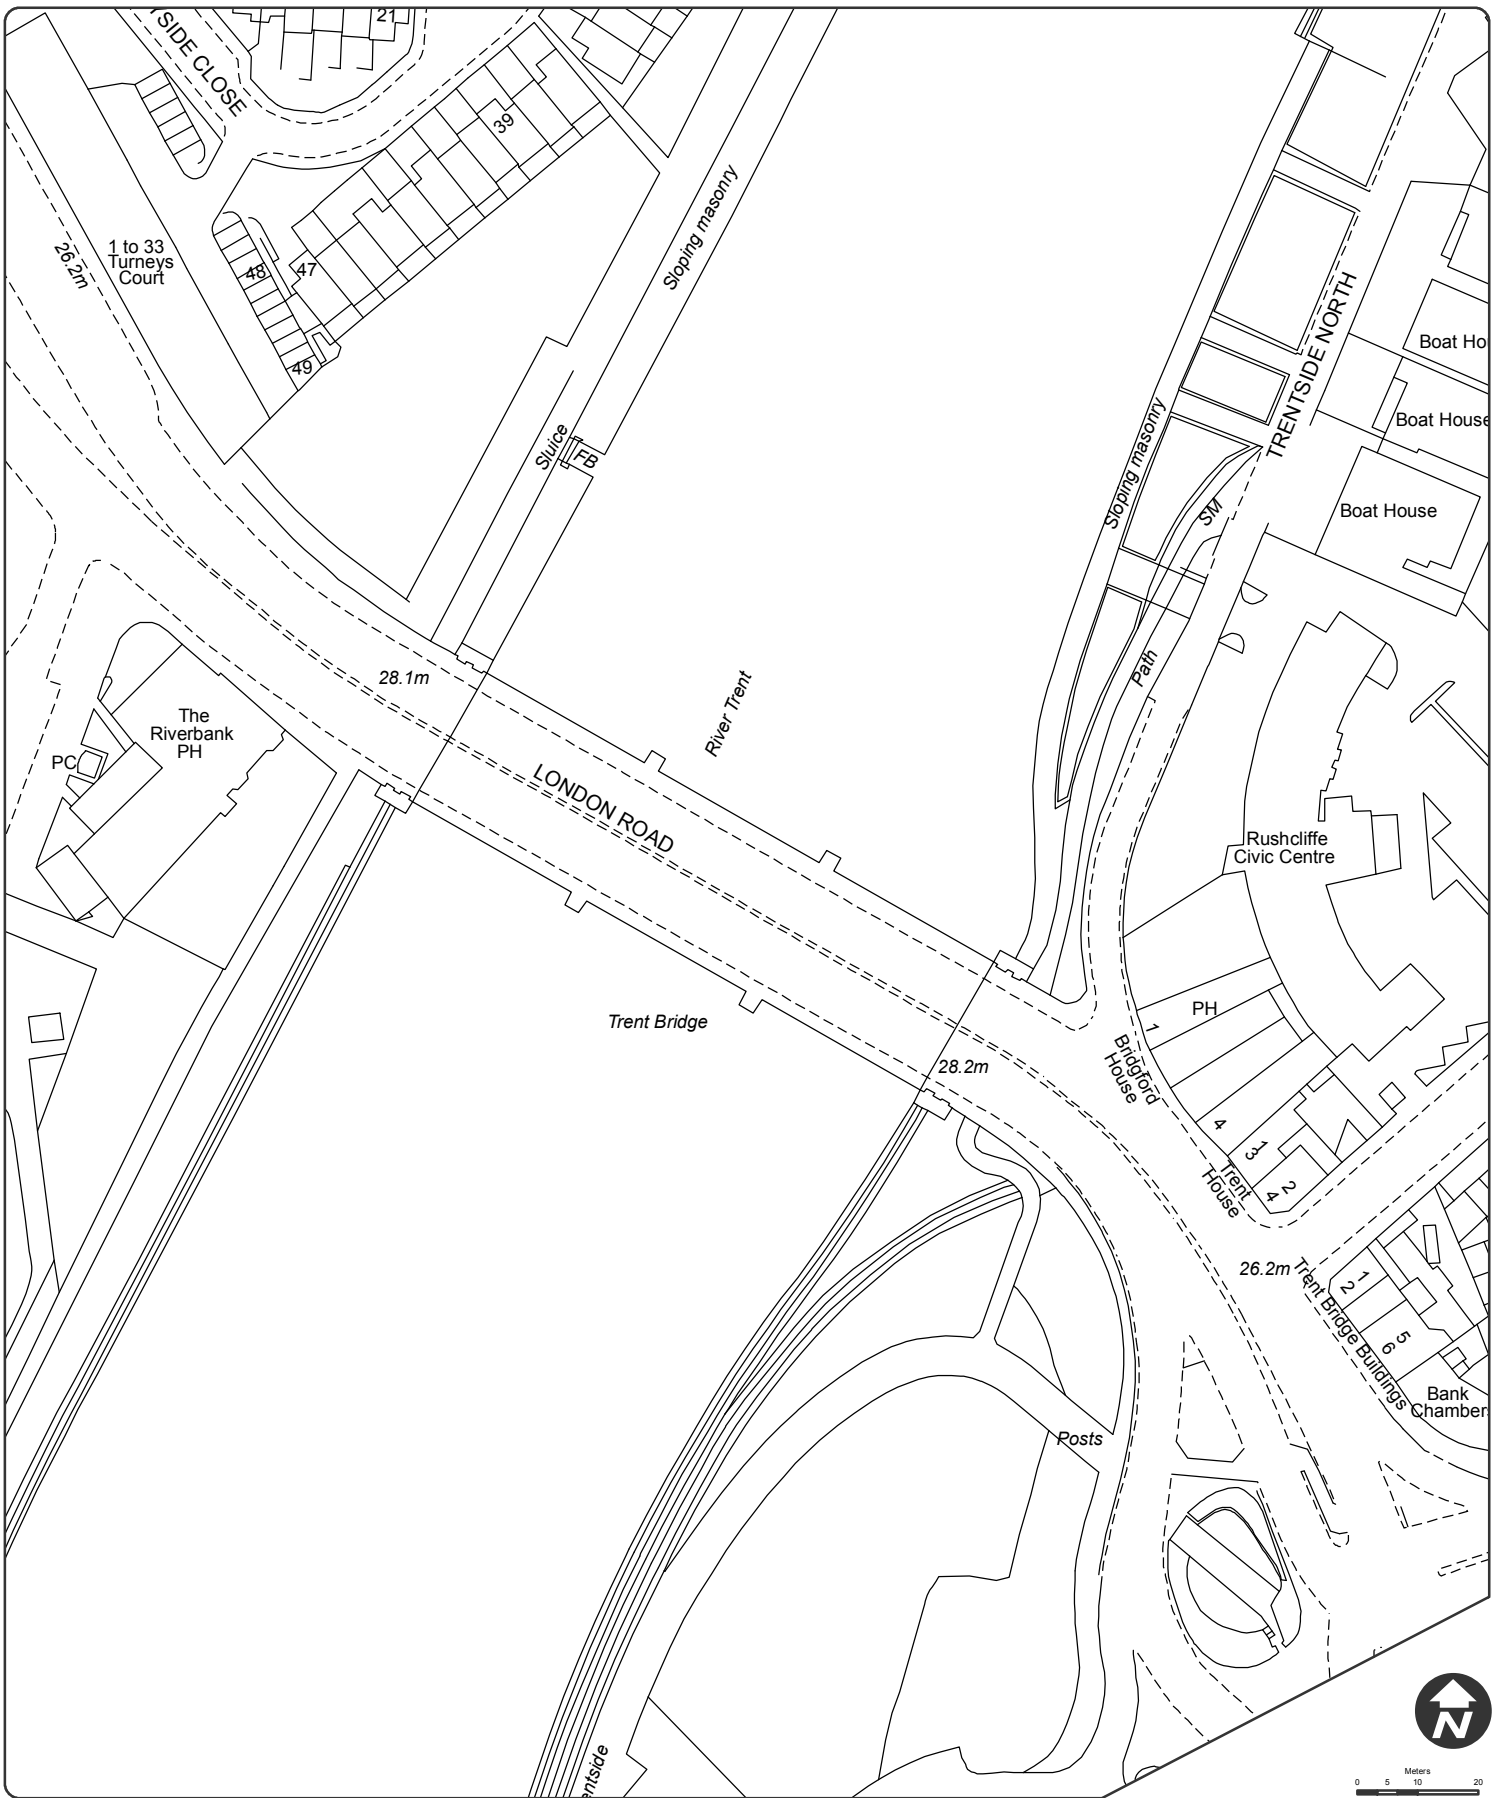 21
YSIDE CLOSE
39
Sloping masonry
26.2m
1 to 33
Turneys
Court
48
47
49
TRENTSIDE NORTH
Boat Ho
Boat House
Boat House
Sloping masonry
Sluice
FB
SM
Path
28.1m
River Trent
The
Riverbank
PH
PC
LONDON ROAD
Rushcliffe
Civic Centre
Trent Bridge
PH
1
Bridgford
House
28.2m
4
1
3
2
4
Trent
House
26.2m
Trent Bridge Buildings
1
2
5
6
Bank
Chamber
Posts
entside
N
Meters
0 5 10 20